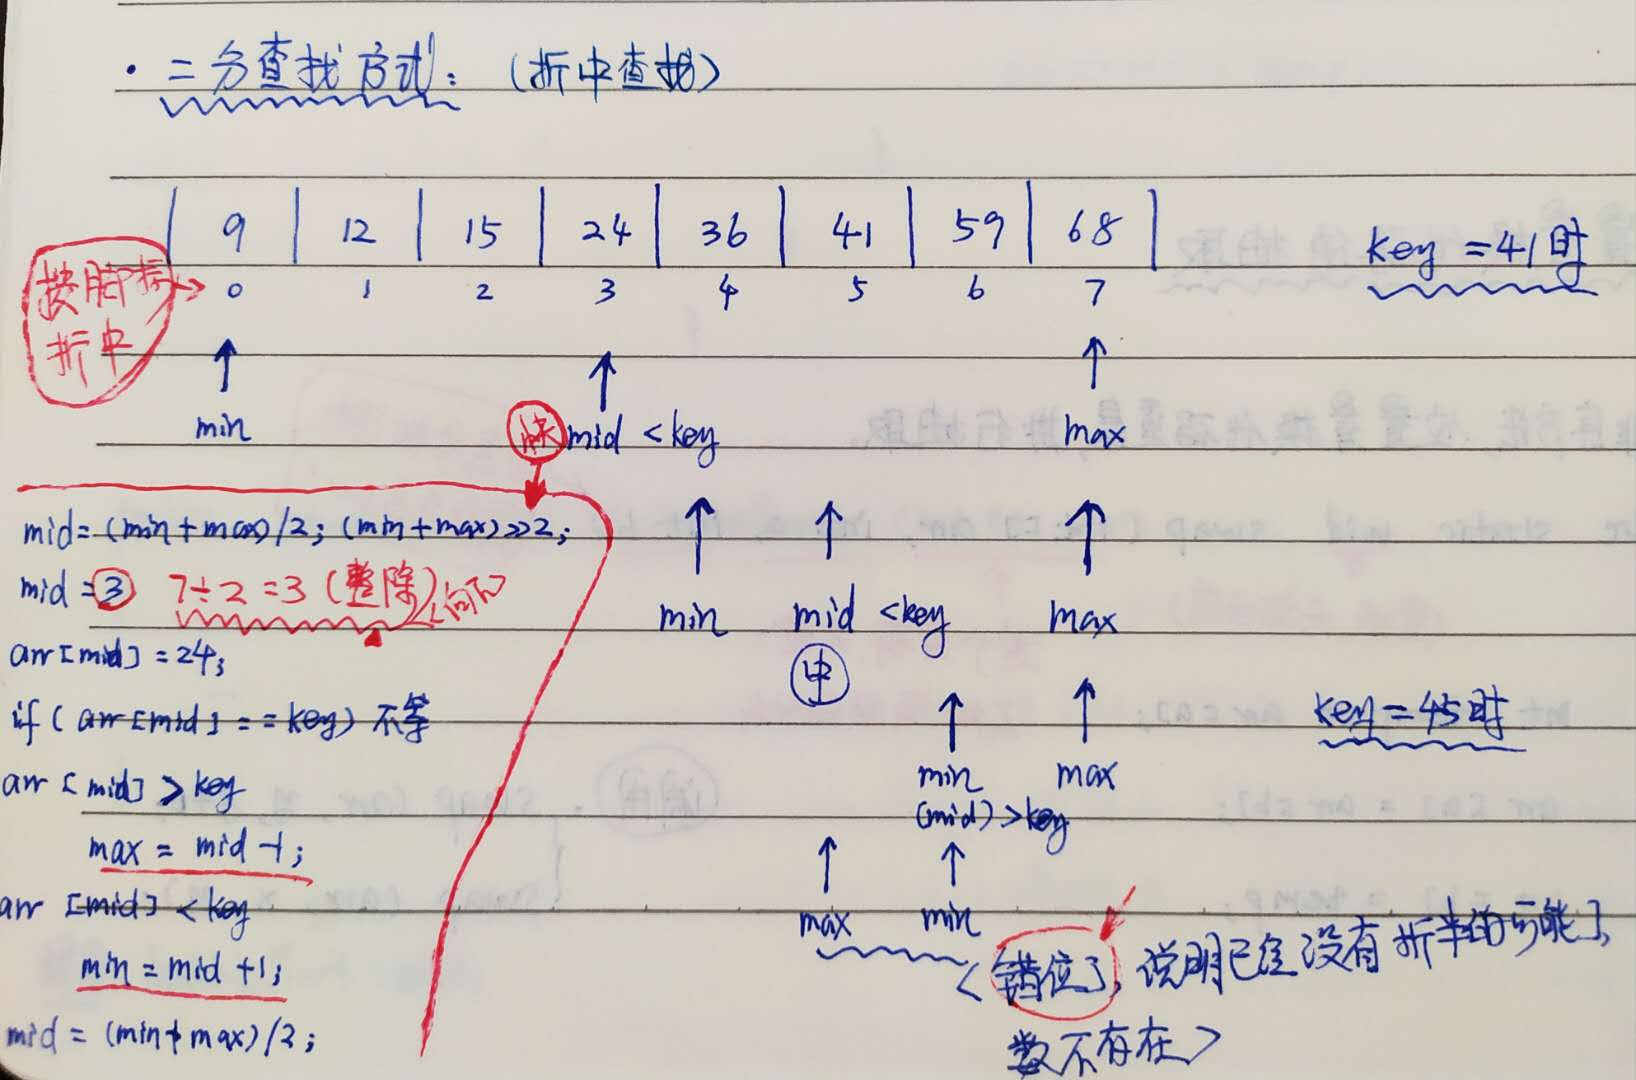 · 二分查找方式：（折中查找）
9 12 15 24 36 41 59 68
key =41时
按脚标折中
0 1 2 3 4 5 6 7
min
快
mid < key
max
mid=(min+max)/2; (min+max)>>2;
mid=3 7÷2=3 (整除)
arr[mid]=24;
if (arr[mid]==key) 不等
arr[mid]>key
max = mid-1;
arr[mid]<key
min=mid+1;
mid = (min+max)/2;
min mid <key max
中
key=45时
min max
(mid)>key
max min
<错位了,说明已经没有折半的可能了,
数不存在>